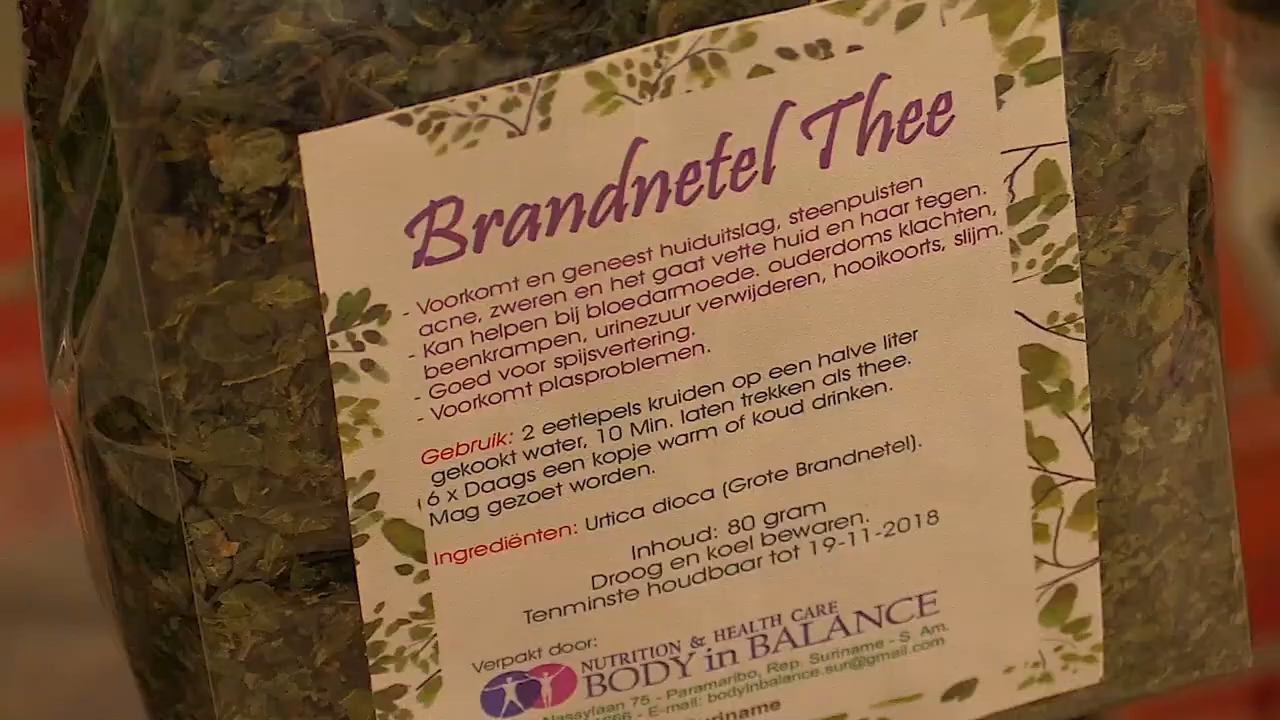 Brandnetel Thee
- Voorkomt en geneest huiduitslag, steenpuisten
acne, zweren en het gaat vette huid en haar tegen.
- Kan helpen bij bloedarmoede. ouderdoms klachten,
beenkrampen, urinezuur verwijderen, hooikoorts, slijm.
- Goed voor spijsvertering.
- Voorkomt plasproblemen.
Gebruik: 2 eetlepels kruiden op een halve liter
gekookt water, 10 Min. laten trekken als thee.
6 x Daags een kopje warm of koud drinken.
Mag gezoet worden.
Ingrediënten: Urtica dioca (Grote Brandnetel).
Inhoud: 80 gram
Droog en koel bewaren.
Tenminste houdbaar tot 19-11-2018
Verpakt door:
NUTRITION & HEALTH CARE
BODY in BALANCE
Nassylaan 75 - Paramaribo, Rep. Suriname - S. Am.
- E-mail: bodyinbalance.sur@gmail.com